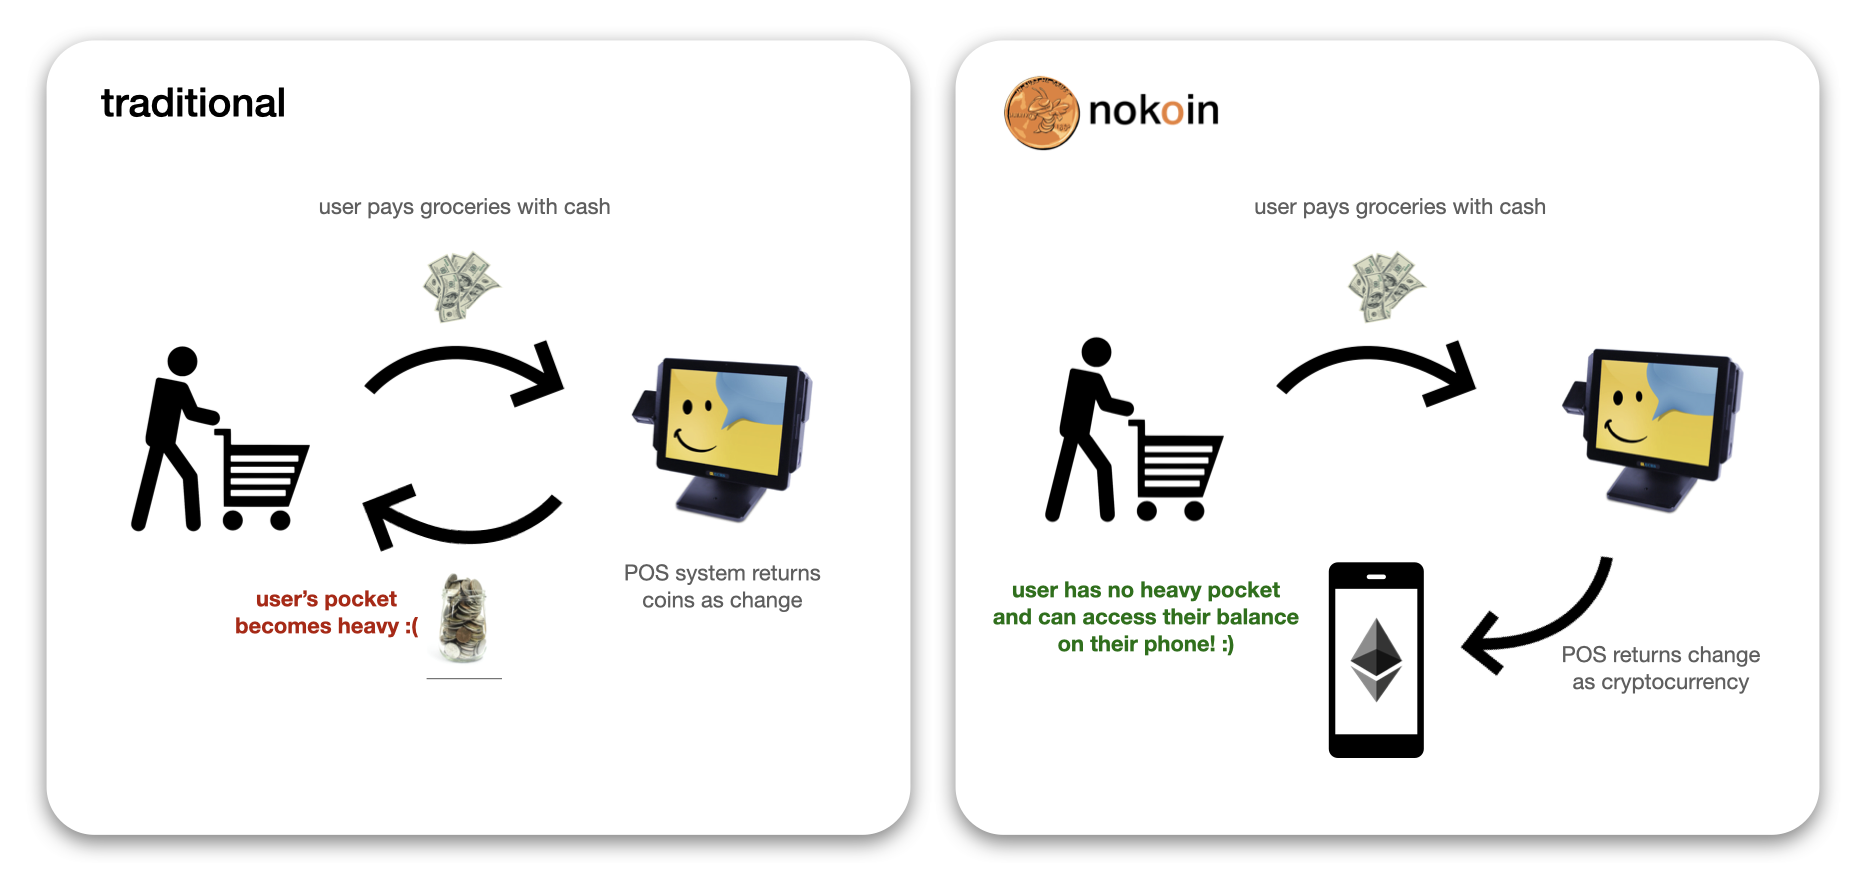 traditional
user pays groceries with cash
POS system returns
coins as change
user's pocket
becomes heavy :(
nokoin
user pays groceries with cash
user has no heavy pocket
and can access their balance
on their phone! :)
POS returns change
as cryptocurrency